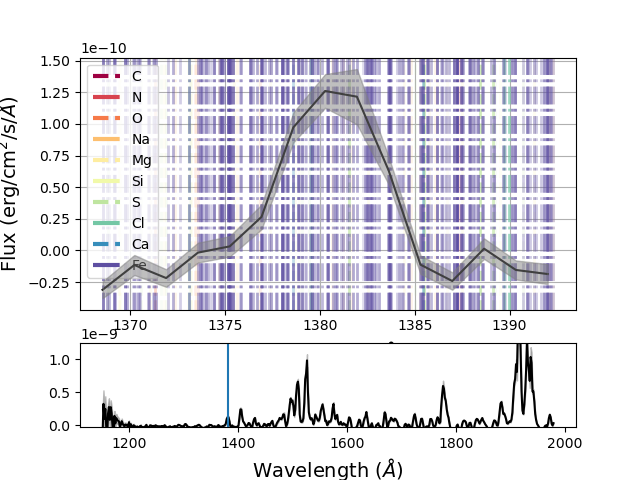 1e−10
Flux (erg/cm²/s/Å)
1.50
1.25
1.00
0.75
0.50
0.25
0.00
−0.25
C
N
O
Na
Mg
Si
S
Cl
Ca
Fe
1370 1375 1380 1385 1390
1e−9
1.0
0.5
0.0
1200 1400 1600 1800 2000
Wavelength (Å)